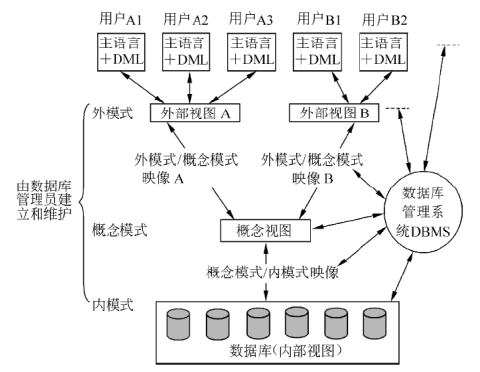 用户A1 用户A2 用户A3 用户B1 用户B2
主语言 主语言 主语言 主语言 主语言
+DML +DML +DML +DML +DML
外模式 外部视图 A 外部视图 B
外模式/概念模式 外模式/概念模式
映像 A 映像 B
由数据库
管理员建
立和维护
数据库
管理系
统DBMS
概念模式 概念视图
概念模式/内模式映像
内模式
数据库(内部视图)